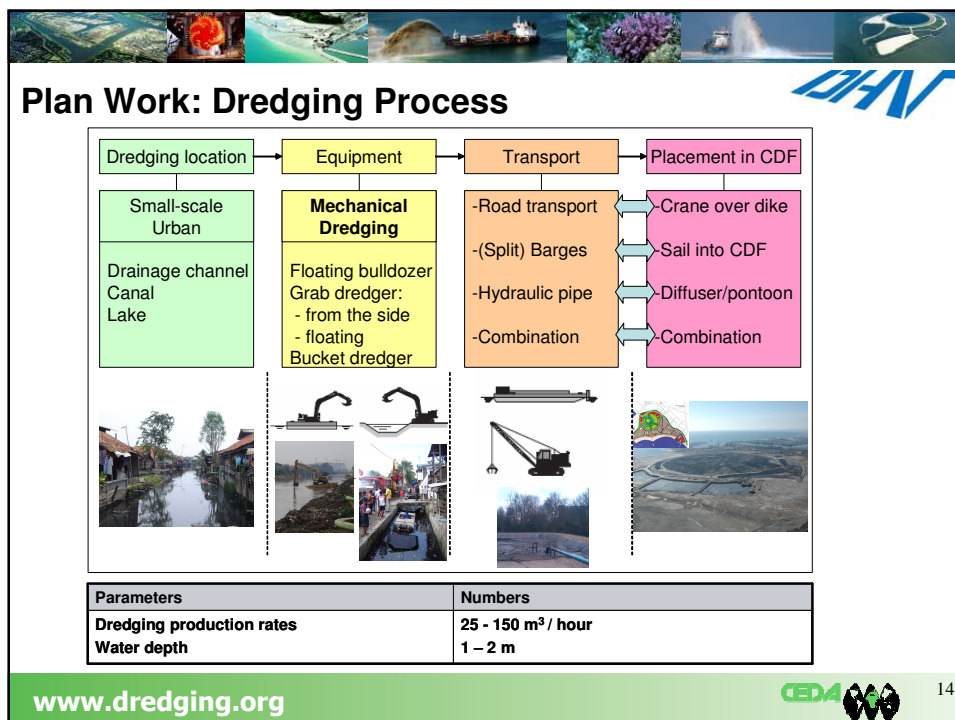 DHV
Plan Work: Dredging Process
Dredging location
Equipment
Transport
Placement in CDF
Small-scale
Urban
Drainage channel
Canal
Lake
Mechanical
Dredging
Floating bulldozer
Grab dredger:
- from the side
- floating
Bucket dredger
-Road transport
-(Split) Barges
-Hydraulic pipe
-Combination
-Crane over dike
-Sail into CDF
-Diffuser/pontoon
-Combination
Parameters
Numbers
Dredging production rates
25 - 150 m³ / hour
Water depth
1 – 2 m
www.dredging.org
CEDA
14